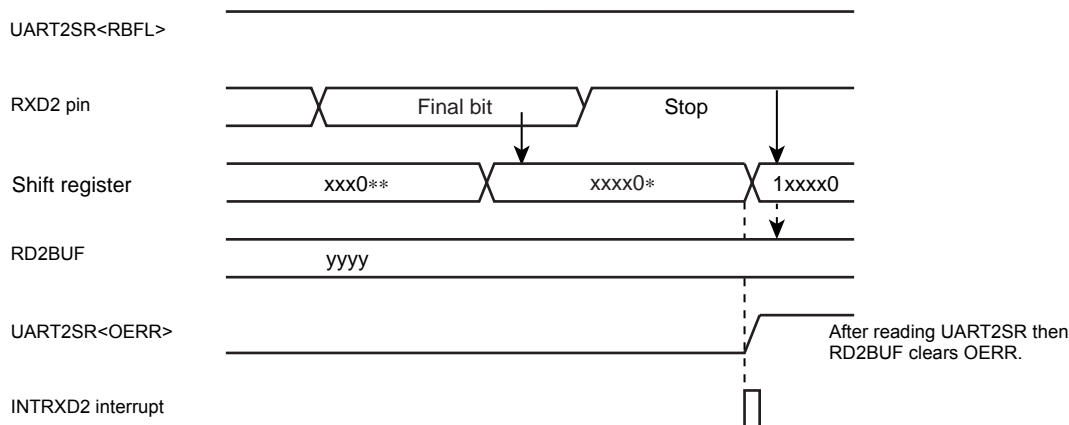 UART2SR<RBFL>
RXD2 pin
Final bit
Stop
Shift register
xxx0**
xxxx0*
1xxxx0
RD2BUF
yyyy
UART2SR<OERR>
After reading UART2SR then
RD2BUF clears OERR.
INTRXD2 interrupt